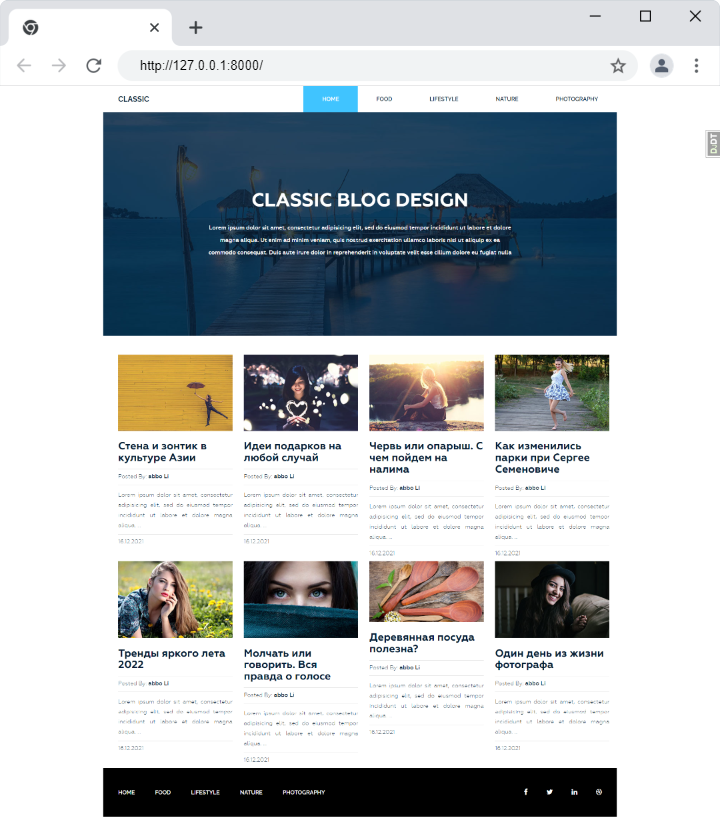 http://127.0.0.1:8000/
CLASSIC HOME FOOD LIFESTYLE NATURE PHOTOGRAPHY
DJDT
CLASSIC BLOG DESIGN
Lorem ipsum dolor sit amet, consectetur adipisicing elit, sed do eiusmod tempor incididunt ut labore et dolore
magna aliqua. Ut enim ad minim veniam, quis nostrud exercitation ullamco laboris nisi ut aliquip ex ea
commodo consequat. Duis aute irure dolor in reprehenderit in voluptate velit esse cillum dolore eu fugiat nulla
Стена и зонтик в
культуре Азии
Posted By: abbo Li
Lorem ipsum dolor sit amet, consectetur
adipisicing elit, sed do eiusmod tempor
incididunt ut labore et dolore magna
aliqua. ...
16.12.2021
Идеи подарков на
любой случай
Posted By: abbo Li
Lorem ipsum dolor sit amet, consectetur
adipisicing elit, sed do eiusmod tempor
incididunt ut labore et dolore magna
aliqua. ...
16.12.2021
Червь или опарыш. С
чем пойдем на
налима
Posted By: abbo Li
Lorem ipsum dolor sit amet, consectetur
adipisicing elit, sed do eiusmod tempor
incididunt ut labore et dolore magna
aliqua. ...
16.12.2021
Как изменились
парки при Сергее
Семеновиче
Posted By: abbo Li
Lorem ipsum dolor sit amet, consectetur
adipisicing elit, sed do eiusmod tempor
incididunt ut labore et dolore magna
aliqua. ...
16.12.2021
Тренды яркого лета
2022
Posted By: abbo Li
Lorem ipsum dolor sit amet, consectetur
adipisicing elit, sed do eiusmod tempor
incididunt ut labore et dolore magna
aliqua. ...
16.12.2021
Молчать или
говорить. Вся
правда о голосе
Posted By: abbo Li
Lorem ipsum dolor sit amet, consectetur
adipisicing elit, sed do eiusmod tempor
incididunt ut labore et dolore magna
aliqua. ...
16.12.2021
Деревянная посуда
полезна?
Posted By: abbo Li
Lorem ipsum dolor sit amet, consectetur
adipisicing elit, sed do eiusmod tempor
incididunt ut labore et dolore magna
aliqua. ...
16.12.2021
Один день из жизни
фотографа
Posted By: abbo Li
Lorem ipsum dolor sit amet, consectetur
adipisicing elit, sed do eiusmod tempor
incididunt ut labore et dolore magna
aliqua. ...
16.12.2021
HOME FOOD LIFESTYLE NATURE PHOTOGRAPHY